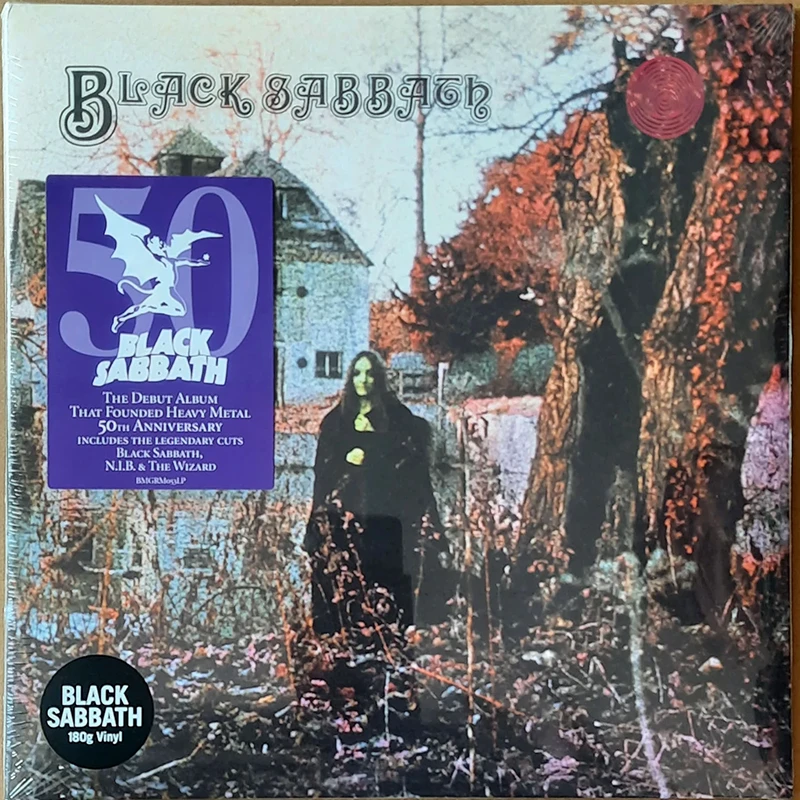 BLACK SABBATH
50
BLACK
SABBATH
THE DEBUT ALBUM
THAT FOUNDED HEAVY METAL
50TH ANNIVERSARY
INCLUDES THE LEGENDARY CUTS
BLACK SABBATH,
N.I.B. & THE WIZARD
BMGRM053LP
BLACK
SABBATH
180g Vinyl